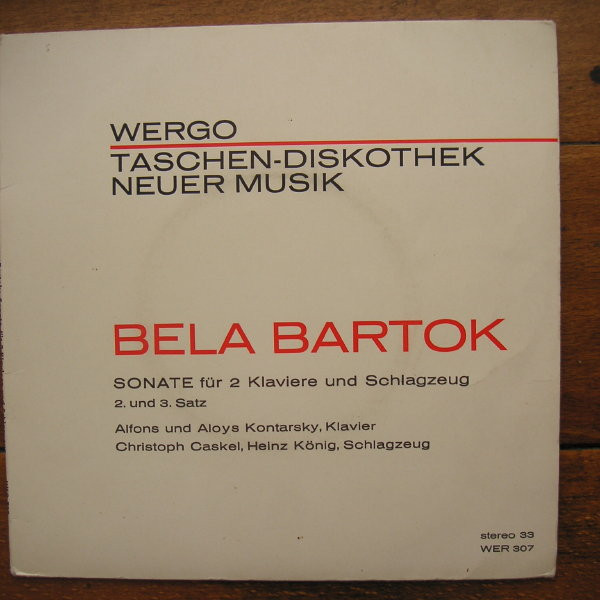 WERGO
TASCHEN-DISKOTHEK
NEUER MUSIK
BELA BARTOK
SONATE für 2 Klaviere und Schlagzeug
2. und 3. Satz
Alfons und Aloys Kontarsky, Klavier
Christoph Caskel, Heinz König, Schlagzeug
stereo 33
WER 307